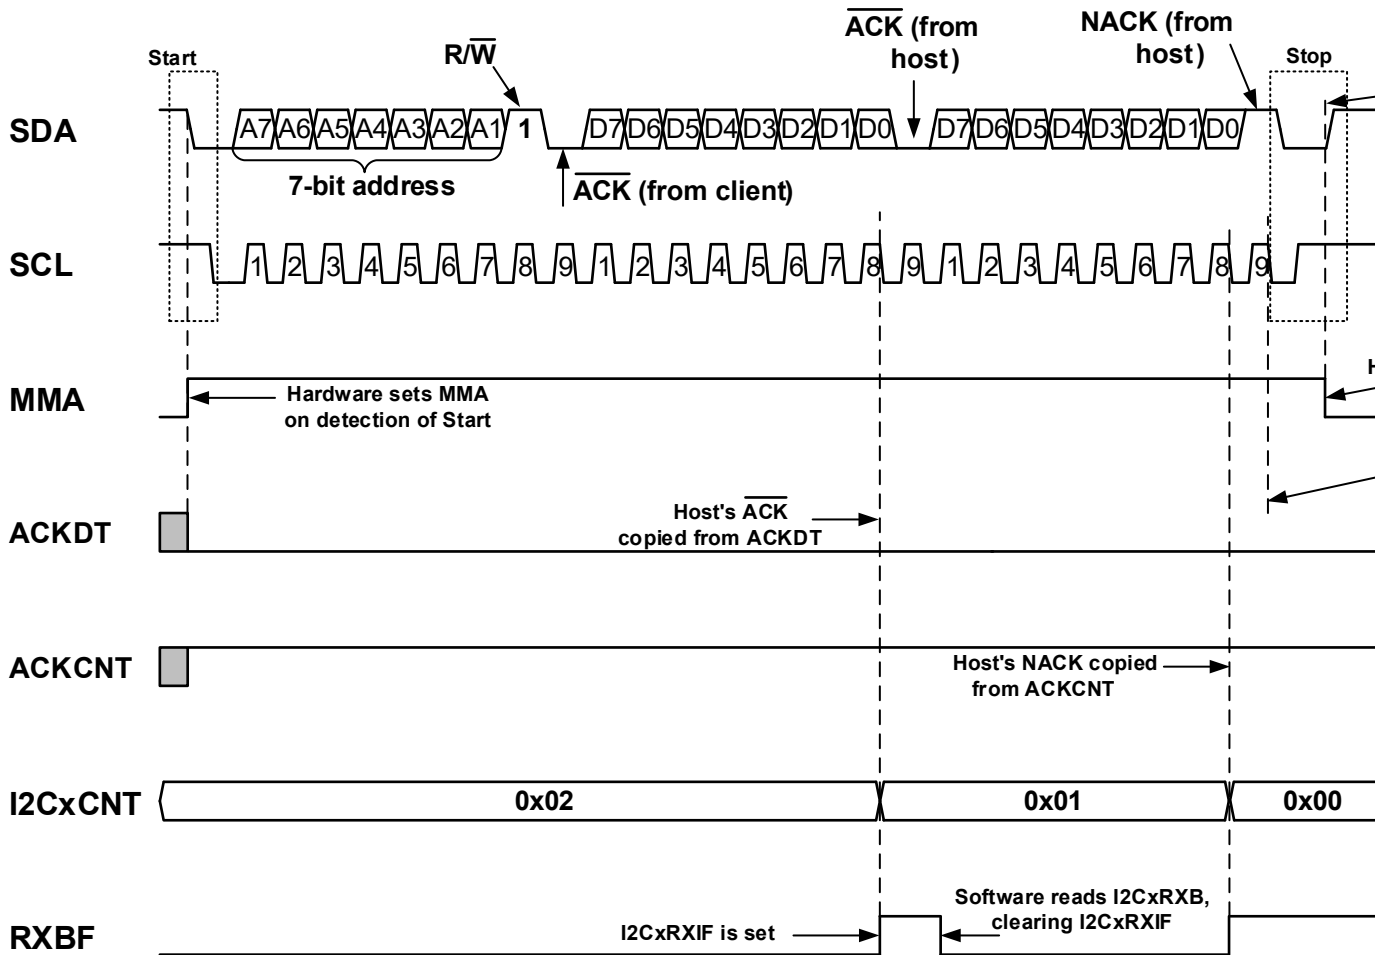 ACK (from
host)
NACK (from
host)
Start
R/W
Stop
SDA
A7 A6 A5 A4 A3 A2 A1 1 D7 D6 D5 D4 D3 D2 D1 D0 D7 D6 D5 D4 D3 D2 D1 D0
7-bit address
ACK (from client)
SCL
1 2 3 4 5 6 7 8 9 1 2 3 4 5 6 7 8 9 1 2 3 4 5 6 7 8 9
H
MMA
Hardware sets MMA
on detection of Start
ACKDT
Host's ACK
copied from ACKDT
ACKCNT
Host's NACK copied
from ACKCNT
I2CxCNT
0x02 0x01 0x00
RXBF
I2CxRXIF is set
Software reads I2CxRXB,
clearing I2CxRXIF